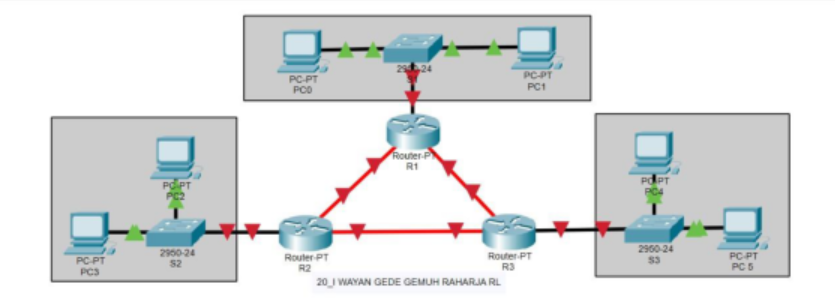 PC-PT
PC0
2950-24
S1
PC-PT
PC1
Router-PT
R1
PC-PT
PC2
PC-PT
PC3
2950-24
S2
Router-PT
R2
Router-PT
R3
PC-PT
PC4
2950-24
S3
PC-PT
PC 5
20_I WAYAN GEDE GEMUH RAHARJA RL